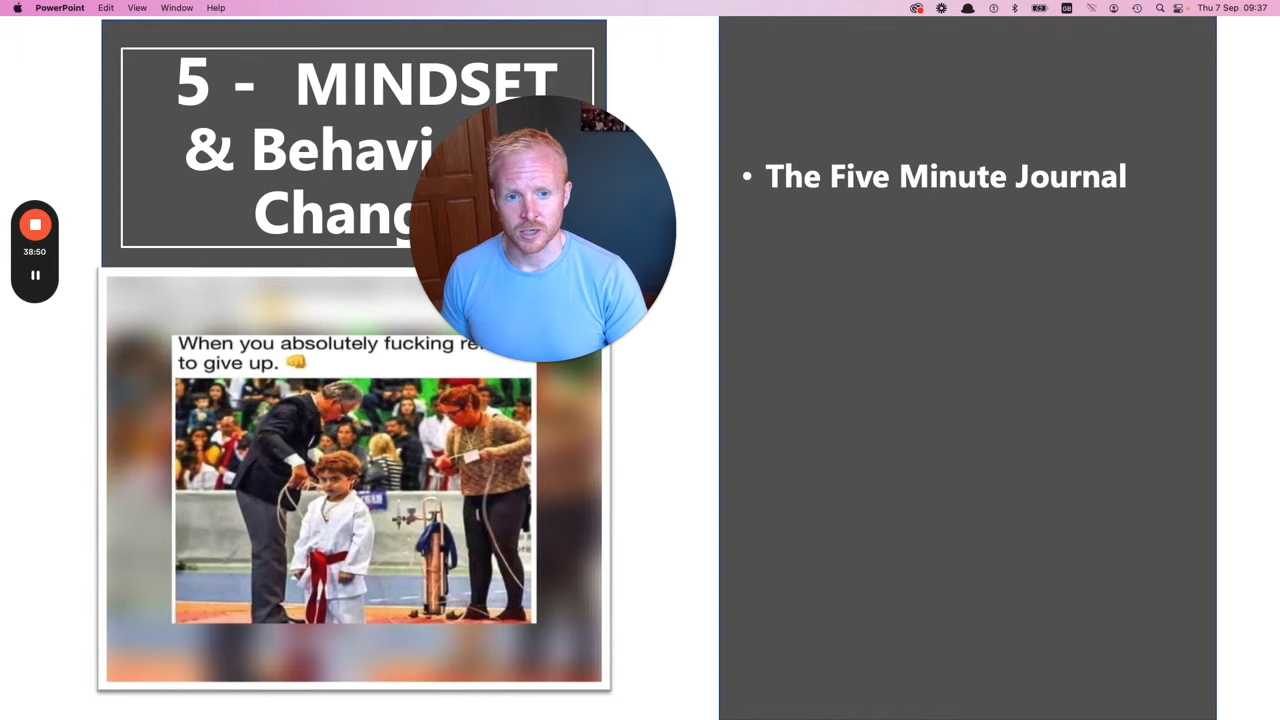 PowerPoint Edit View Window Help
GB
Thu 7 Sep 09:37
5 - MINDSET
& Behavi
Chang
38:50
When you absolutely fucking re
to give up. 👊
• The Five Minute Journal